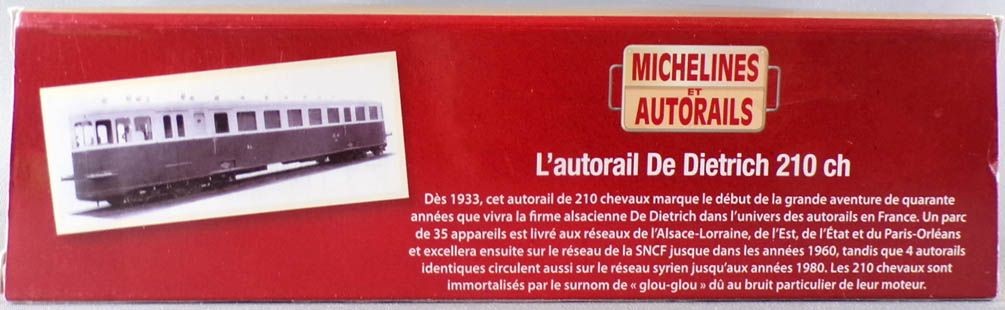 MICHELINES
ET
AUTORAILS
L'autorail De Dietrich 210 ch
Dès 1933, cet autorail de 210 chevaux marque le début de la grande aventure de quarante
années que vivra la firme alsacienne De Dietrich dans l'univers des autorails en France. Un parc
de 35 appareils est livré aux réseaux de l'Alsace-Lorraine, de l'Est, de l'État et du Paris-Orléans
et excellera ensuite sur le réseau de la SNCF jusque dans les années 1960, tandis que 4 autorails
identiques circulent aussi sur le réseau syrien jusqu'aux années 1980. Les 210 chevaux sont
immortalisés par le surnom de « glou-glou » dû au bruit particulier de leur moteur.